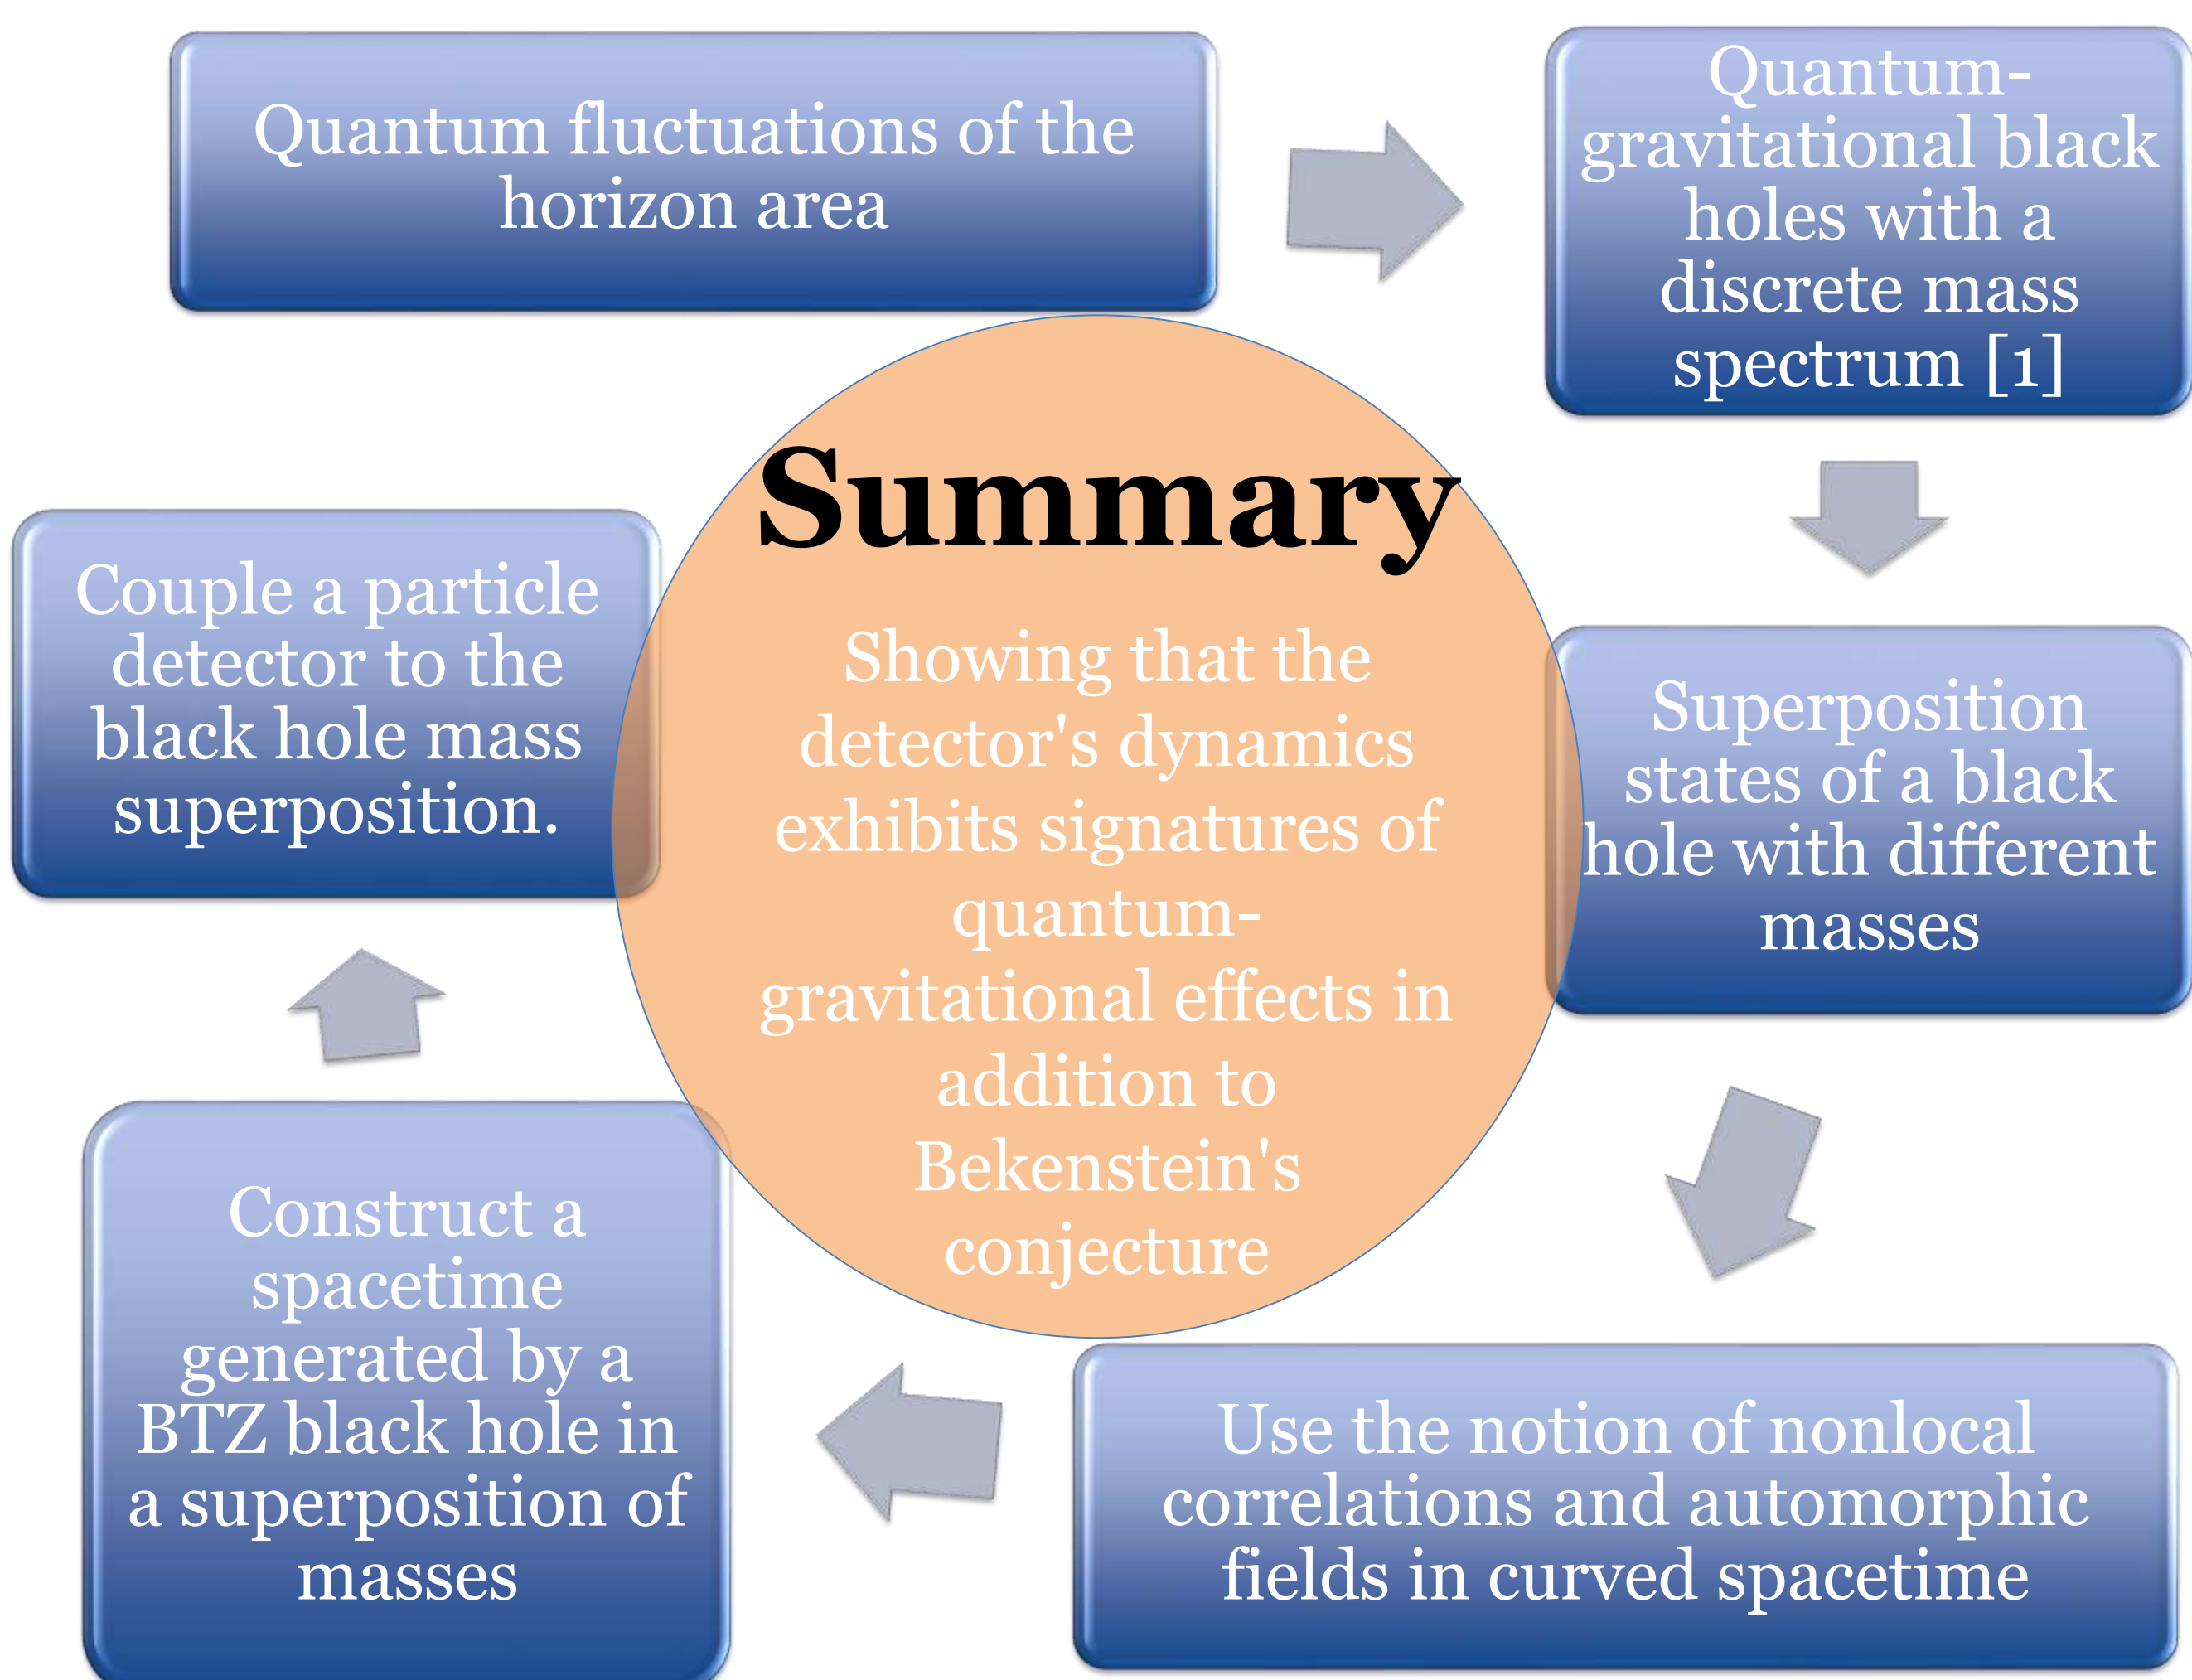 Quantum fluctuations of the
horizon area
Quantum-
gravitational black
holes with a
discrete mass
spectrum [1]
Superposition
states of a black
hole with different
masses
Use the notion of nonlocal
correlations and automorphic
fields in curved spacetime
Construct a
spacetime
generated by a
BTZ black hole in
a superposition of
masses
Couple a particle
detector to the
black hole mass
superposition.
Summary
Showing that the
detector's dynamics
exhibits signatures of
quantum-
gravitational effects in
addition to
Bekenstein's
conjecture